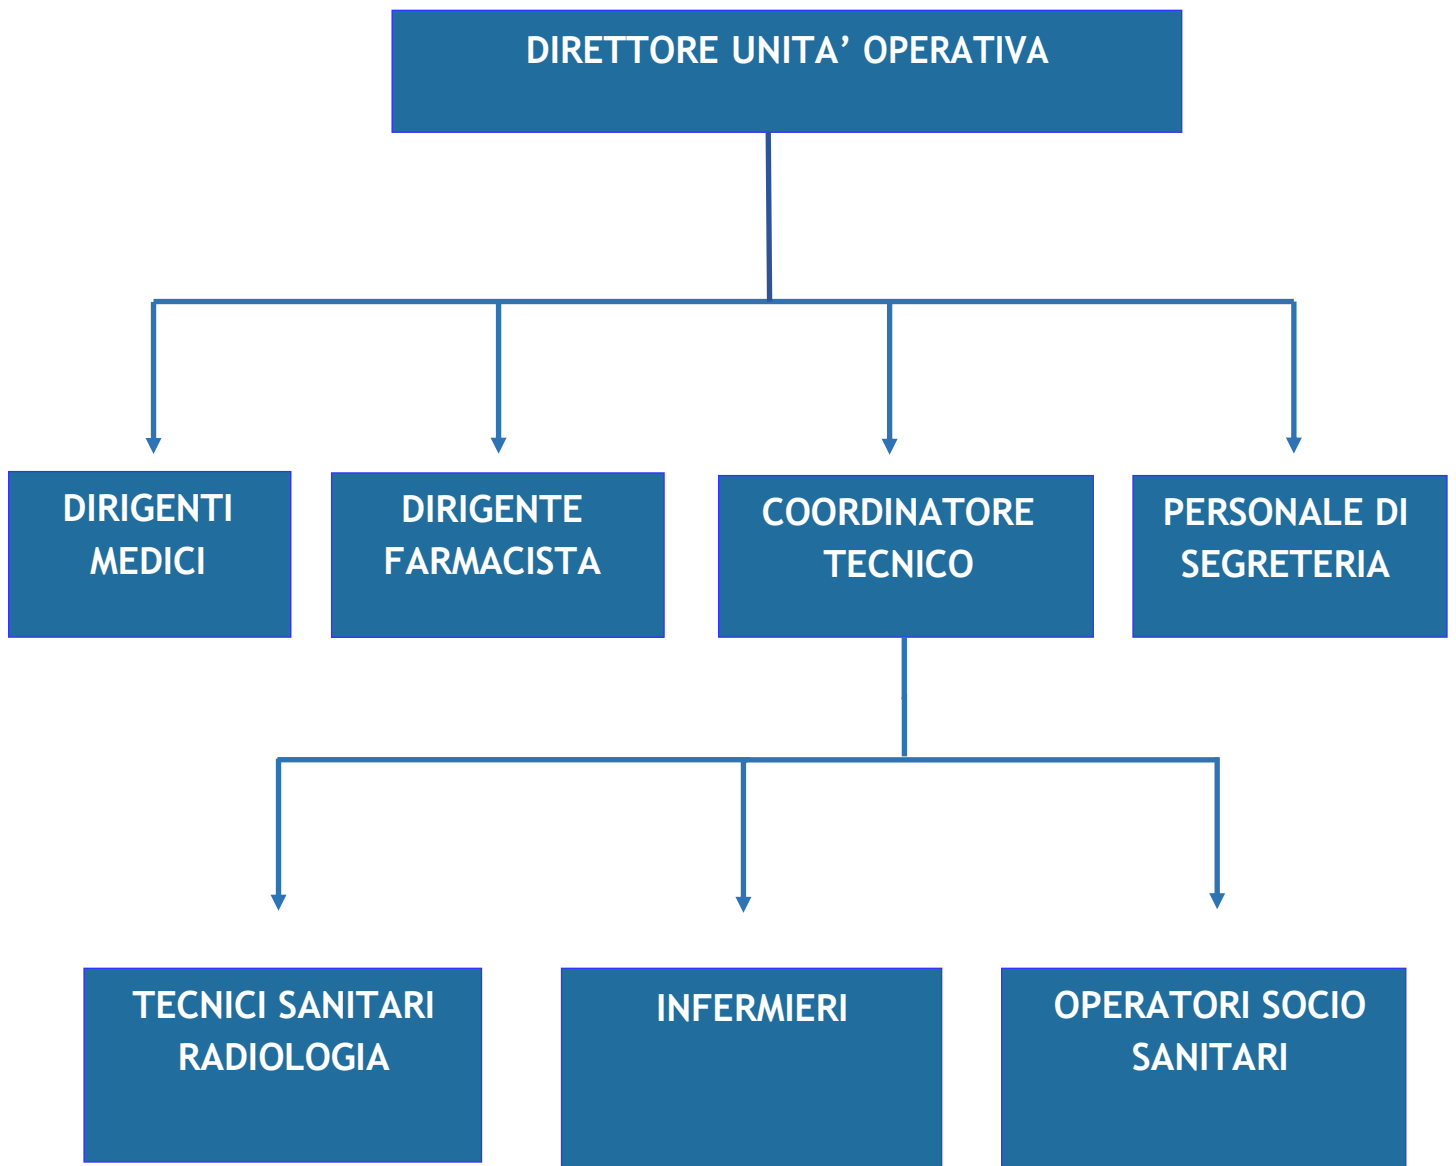 DIRETTORE UNITA’ OPERATIVA
DIRIGENTI
MEDICI
DIRIGENTE
FARMACISTA
COORDINATORE
TECNICO
PERSONALE DI
SEGRETERIA
TECNICI SANITARI
RADIOLOGIA
INFERMIERI
OPERATORI SOCIO
SANITARI